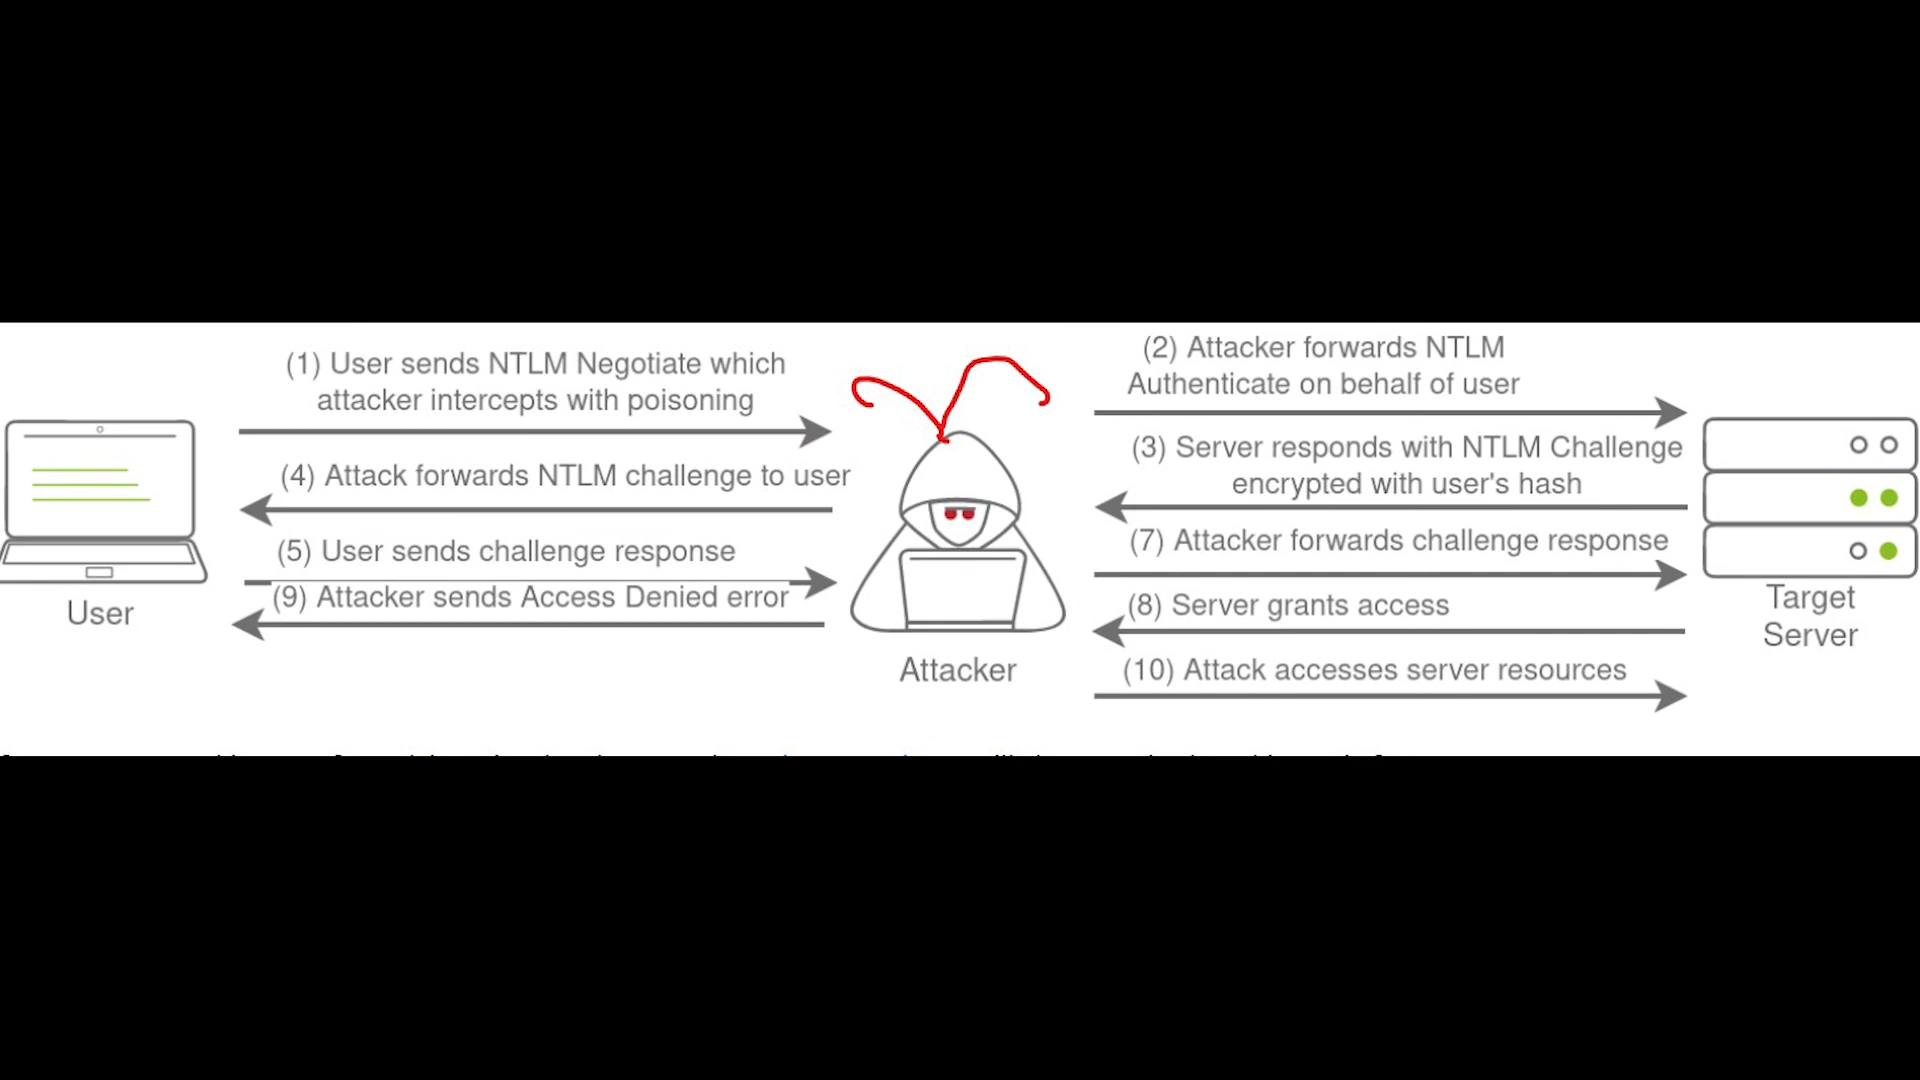 (1) User sends NTLM Negotiate which
attacker intercepts with poisoning
(2) Attacker forwards NTLM
Authenticate on behalf of user
(3) Server responds with NTLM Challenge
encrypted with user's hash
(4) Attack forwards NTLM challenge to user
(5) User sends challenge response
(7) Attacker forwards challenge response
(9) Attacker sends Access Denied error
(8) Server grants access
(10) Attack accesses server resources
User
Attacker
Target
Server